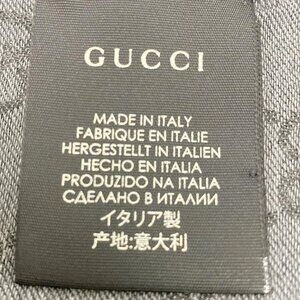 GUCCI
MADE IN ITALY
FABRIQUE EN ITALIE
HERGESTELLT IN ITALIEN
HECHO EN ITALIA
PRODUZIDO NA ITALIA
СДЕЛАНО В ИТАЛИИ
イタリア製
产地:意大利